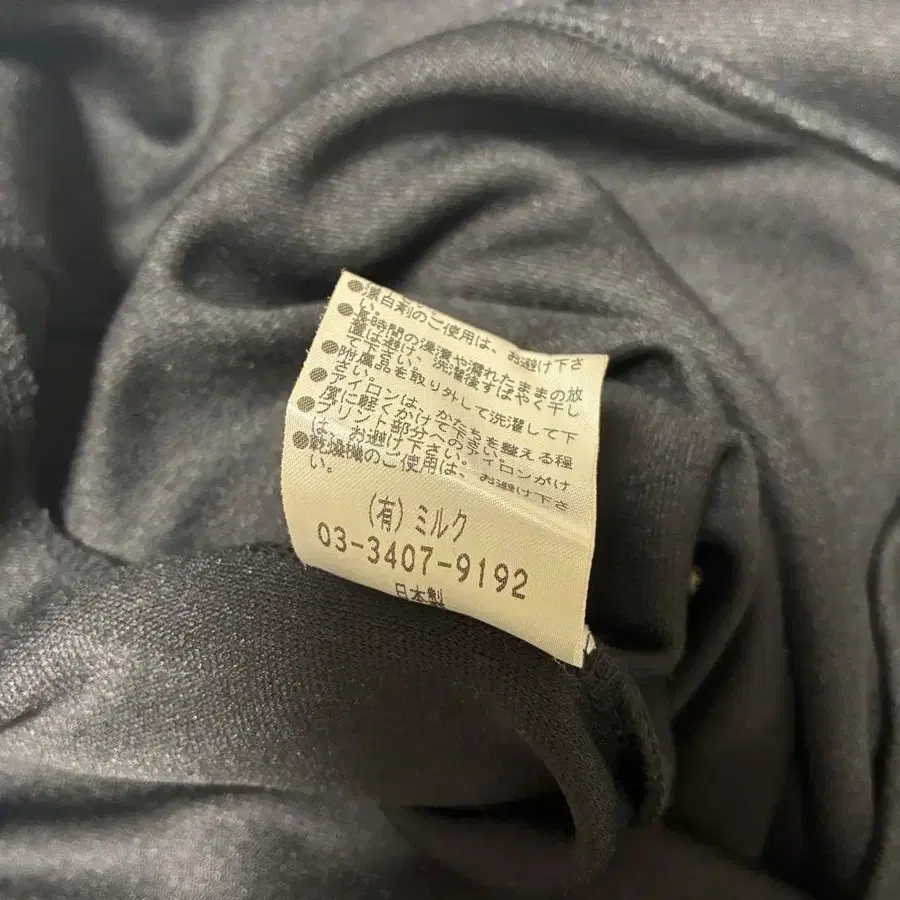 ●漂白剤のご使用は、お避け下さ
い。
●長時間の浸漬や濡れたままの放
置は避け、洗濯後すばやく干し
て下さい。
●附属品を取り外して洗濯して下
さい。
●アイロンは、かたちを整える程
度に軽くかけて下さい。
●プリント部分へのアイロンがけ
は、お避け下さい。
●乾燥機のご使用は、お避け下さ
い。
(有)ミルク
03-3407-9192
日本製